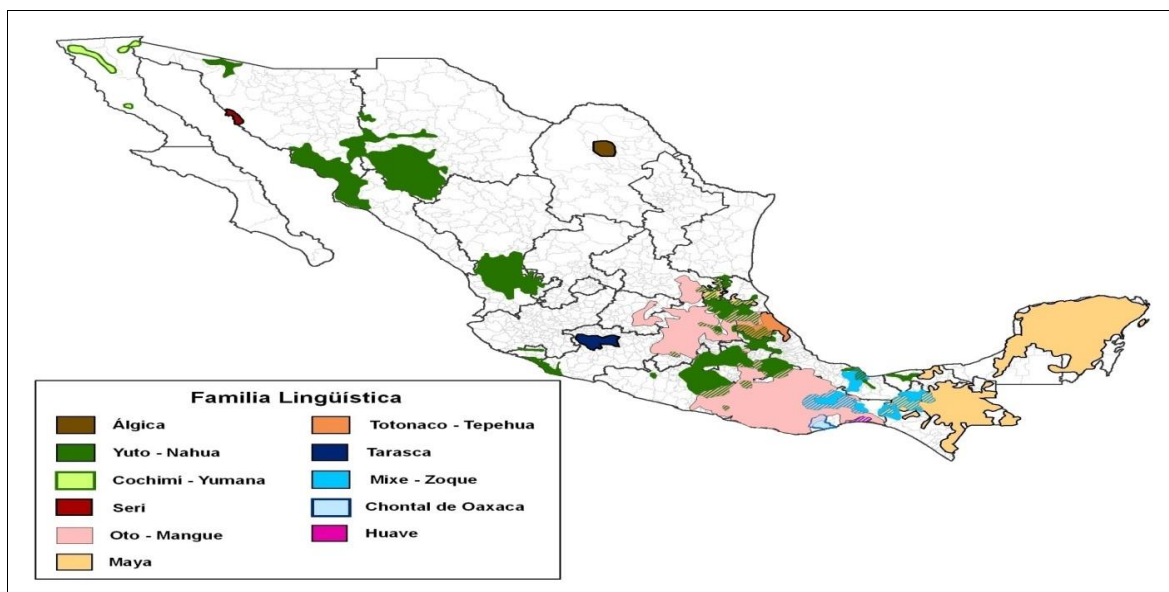 Familia Lingüística
Álgica
Yuto - Nahua
Cochimi - Yumana
Seri
Oto - Mangue
Maya
Totonaco - Tepehua
Tarasca
Mixe - Zoque
Chontal de Oaxaca
Huave